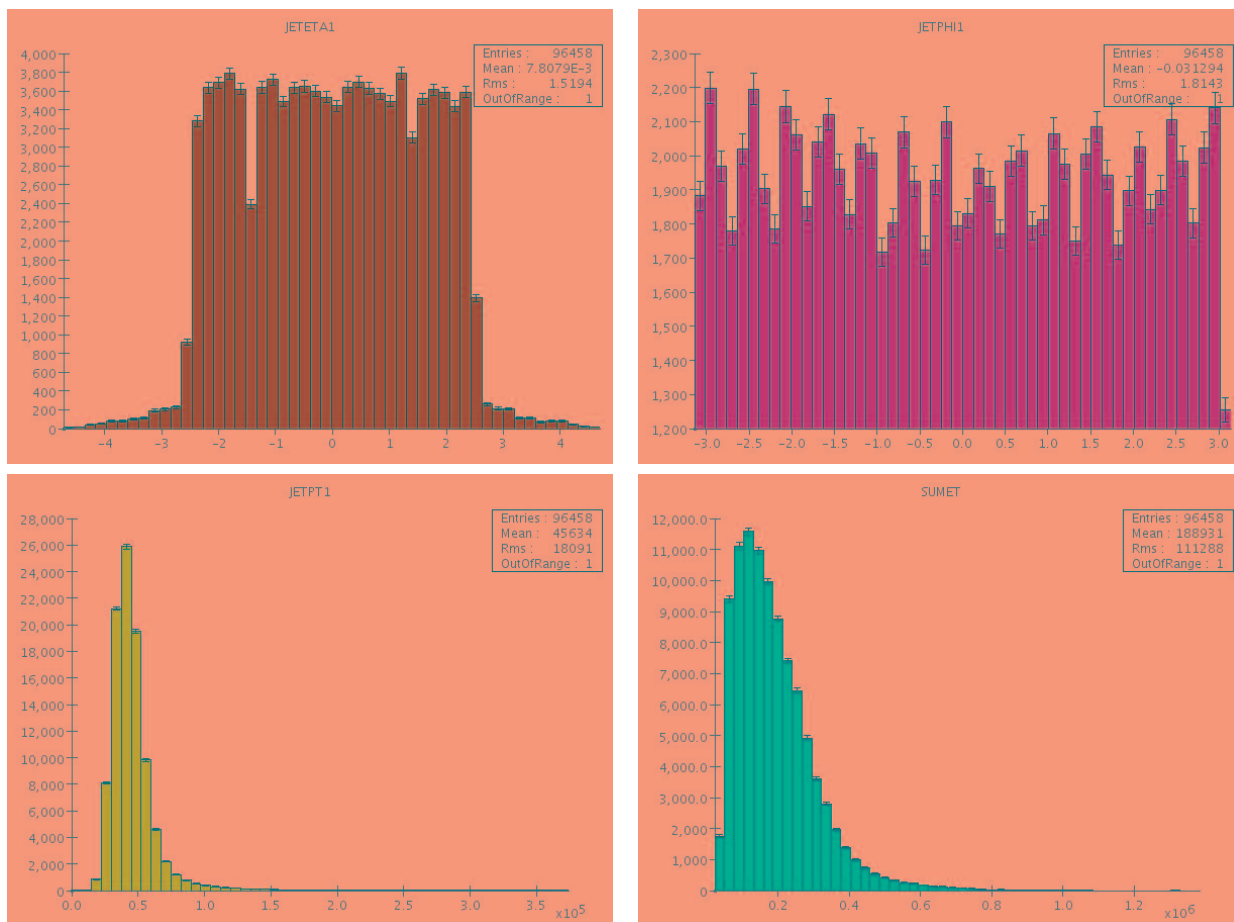 JETETA1
Entries : 96458
Mean : 7.8079E-3
Rms : 1.5194
OutOfRange : 1
4,000
3,800
3,600
3,400
3,200
3,000
2,800
2,600
2,400
2,200
2,000
1,800
1,600
1,400
1,200
1,000
800
600
400
200
0
-4 -3 -2 -1 0 1 2 3 4
JETPHI1
Entries : 96458
Mean : -0.031294
Rms : 1.8143
OutOfRange : 1
2,300
2,200
2,100
2,000
1,900
1,800
1,700
1,600
1,500
1,400
1,300
1,200
-3.0 -2.5 -2.0 -1.5 -1.0 -0.5 0.0 0.5 1.0 1.5 2.0 2.5 3.0
JETPT1
Entries : 96458
Mean : 45634
Rms : 18091
OutOfRange : 1
28,000
26,000
24,000
22,000
20,000
18,000
16,000
14,000
12,000
10,000
8,000
6,000
4,000
2,000
0
0.0 0.5 1.0 1.5 2.0 2.5 3.0 3.5
x10⁵
SUMET
Entries : 96458
Mean : 188931
Rms : 111288
OutOfRange : 1
12,000.0
11,000.0
10,000.0
9,000.0
8,000.0
7,000.0
6,000.0
5,000.0
4,000.0
3,000.0
2,000
1,000
0
0.2 0.4 0.6 0.8 1.0 1.2
x10⁶